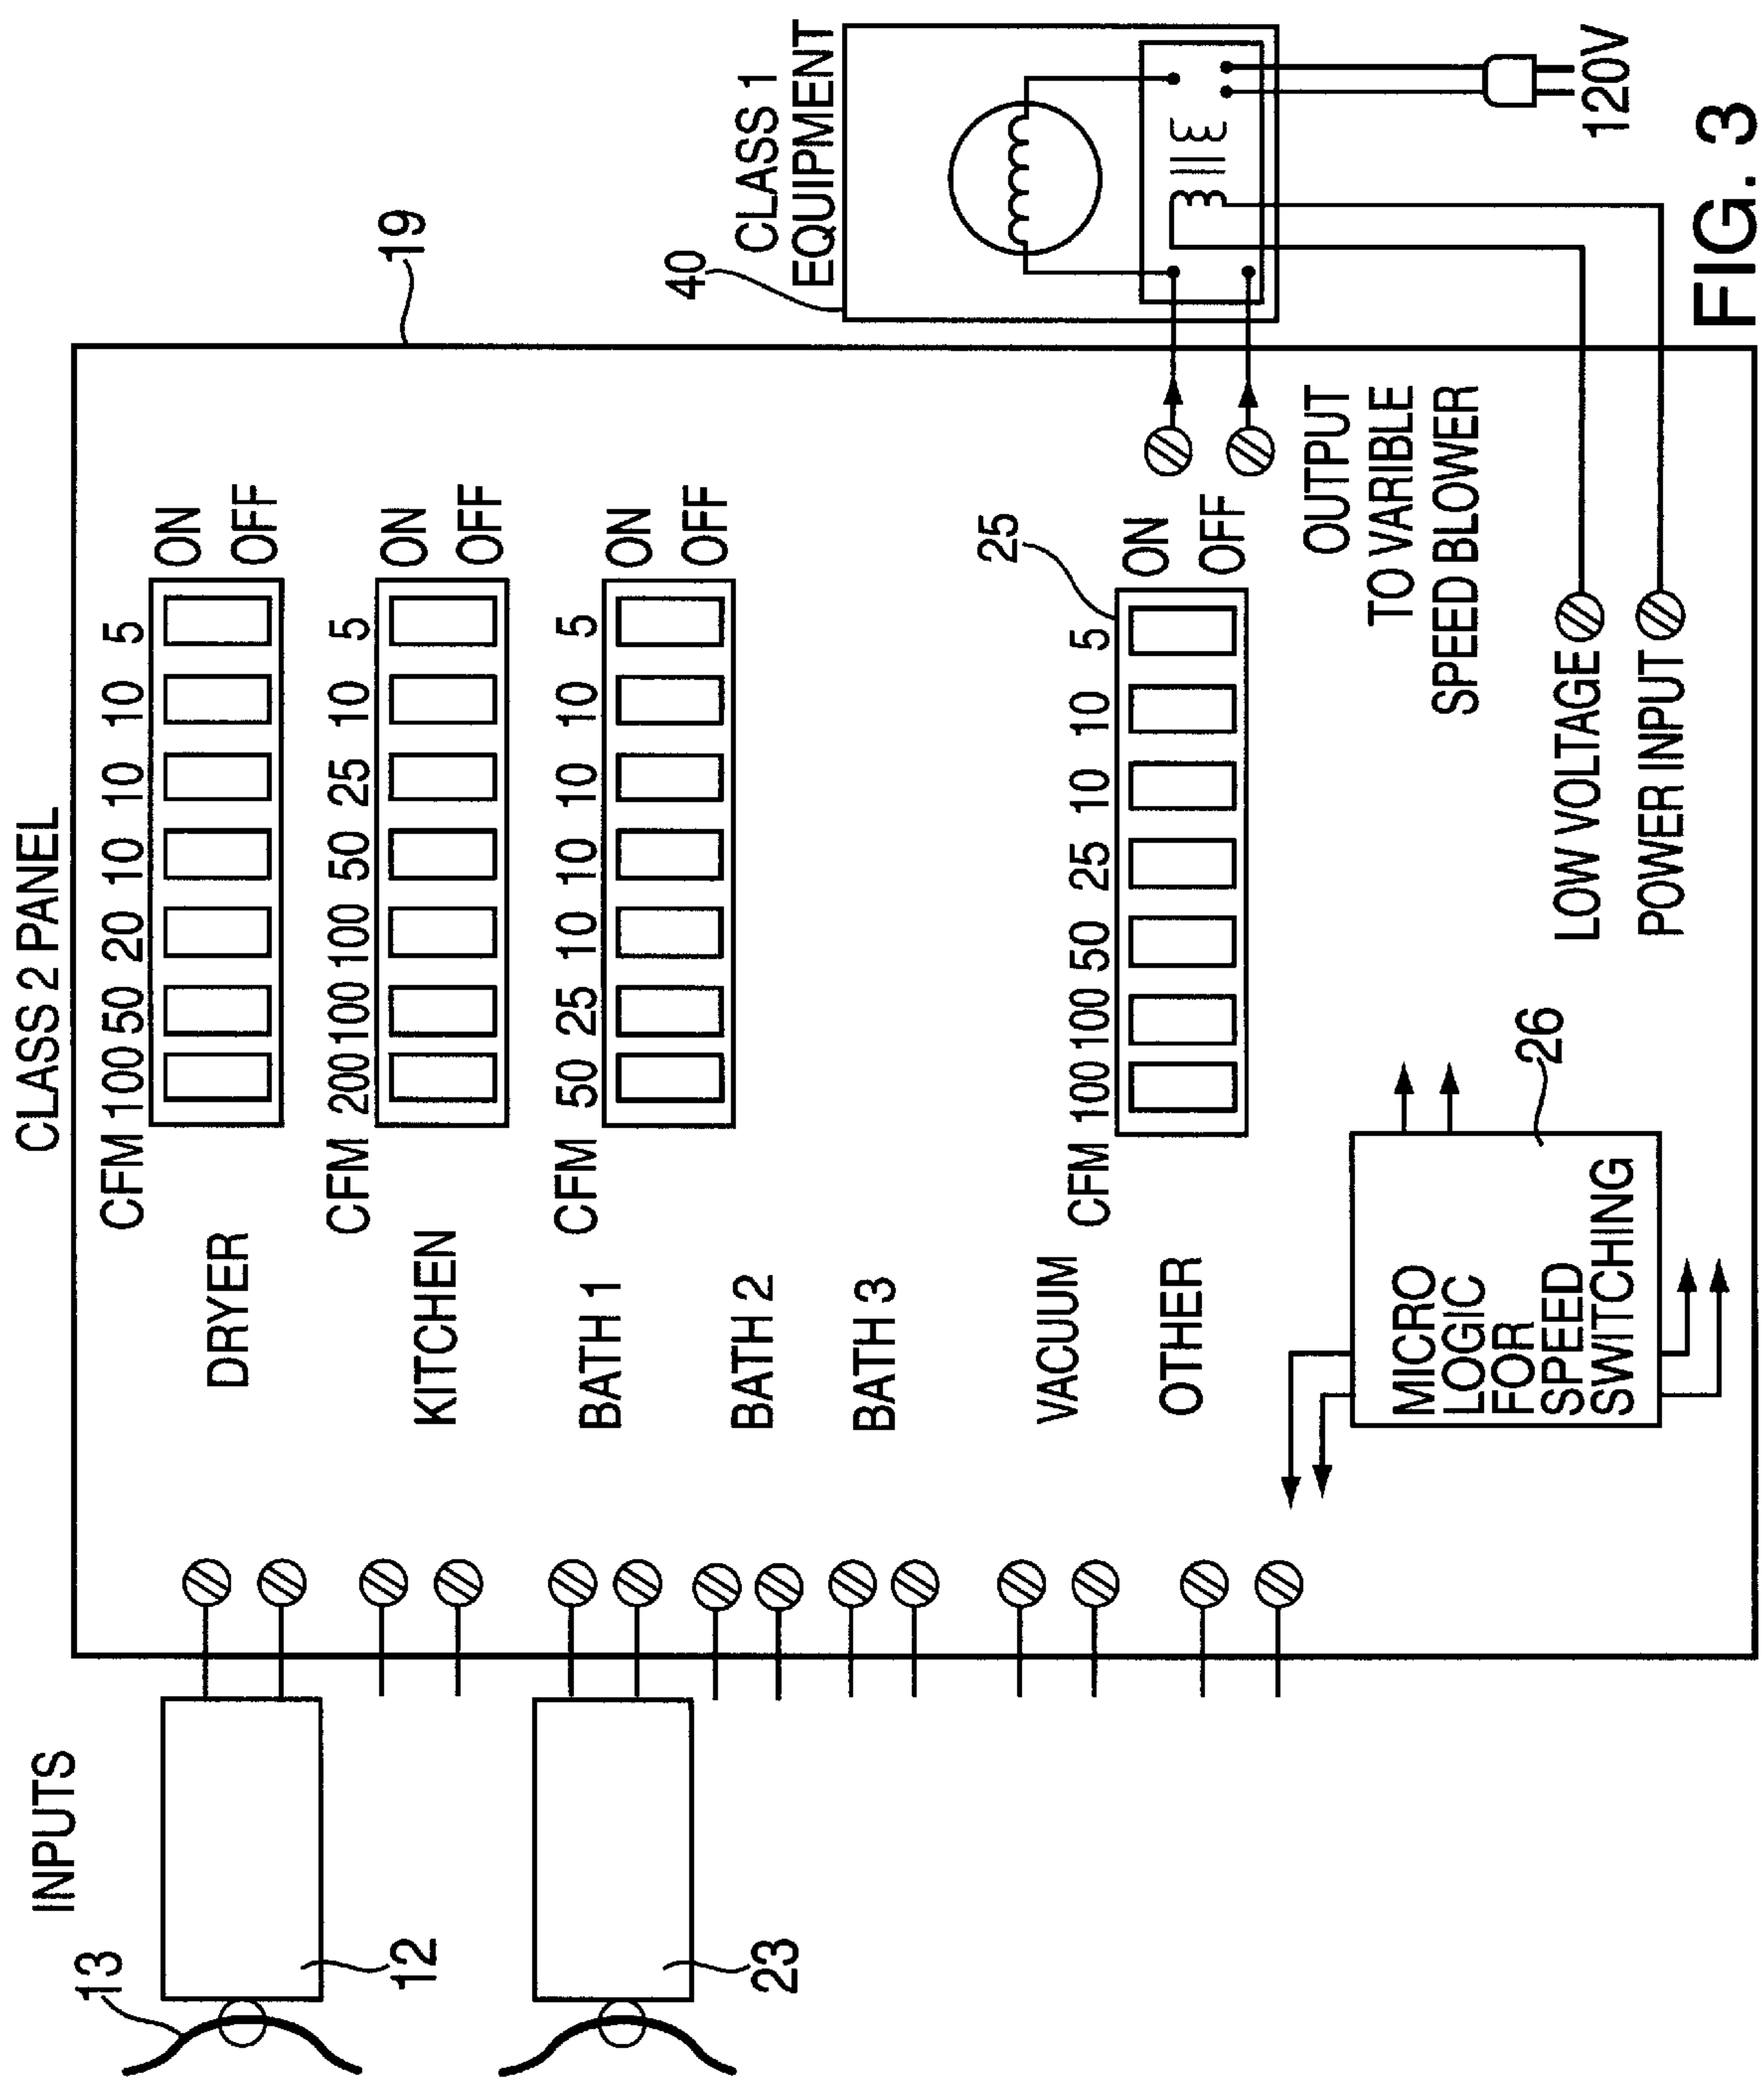 CLASS 2 PANEL
INPUTS
13
12
23
19
DRYER
CFM 100 50 20 10 10 10 5
ON
OFF
KITCHEN
CFM 200 100 100 50 25 10 5
ON
OFF
BATH 1
CFM 50 25 10 10 10 10 5
ON
OFF
BATH 2
BATH 3
VACUUM
OTHER
CFM 100 100 50 25 10 10 5
25
ON
OFF
MICRO
LOGIC
FOR
SPEED
SWITCHING
26
OUTPUT
TO VARIBLE
SPEED BLOWER
LOW VOLTAGE
POWER INPUT
CLASS 1
EQUIPMENT
40
120V
FIG. 3